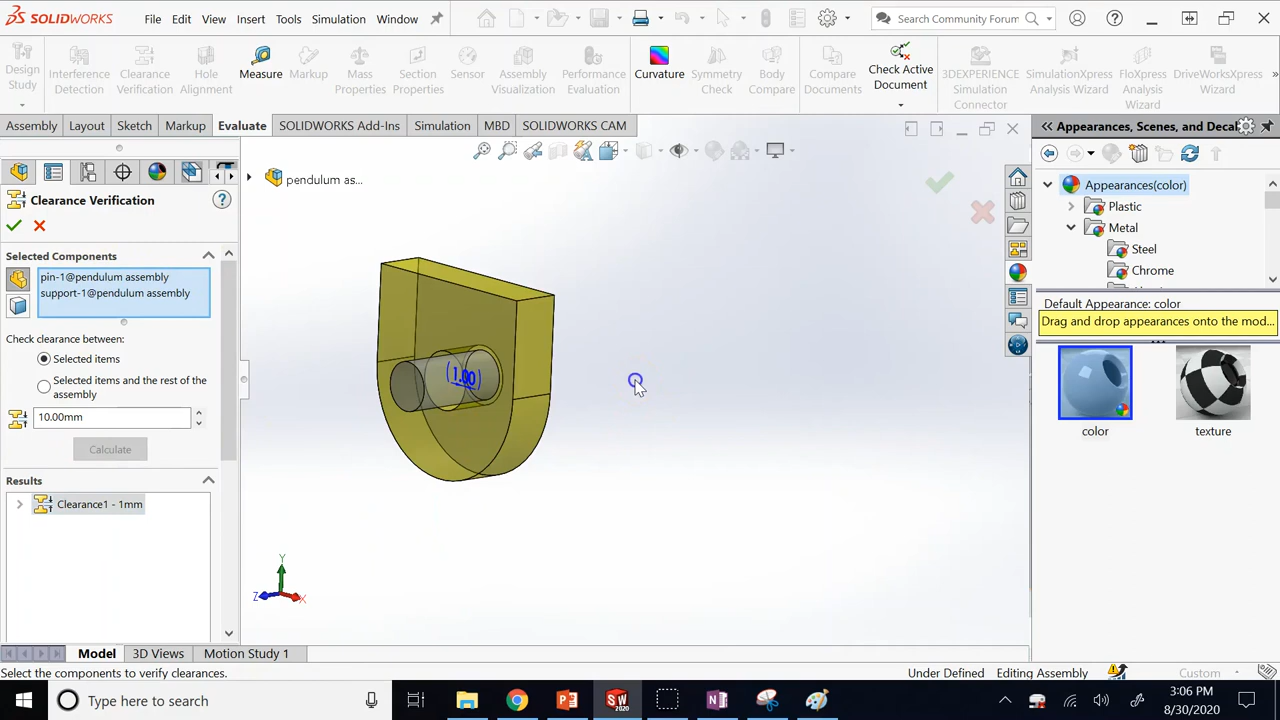 SOLIDWORKS File Edit View Insert Tools Simulation Window Search Community Forum
Design Study
Interference Detection
Clearance Verification
Hole Alignment
Measure
Markup
Mass Properties
Section Properties
Sensor
Assembly Visualization
Performance Evaluation
Curvature
Symmetry Check
Body Compare
Compare Documents
Check Active Document
3DEXPERIENCE Simulation Connector
SimulationXpress Analysis Wizard
FloXpress Analysis Wizard
DriveWorksXpress Wizard
Assembly Layout Sketch Markup Evaluate SOLIDWORKS Add-Ins Simulation MBD SOLIDWORKS CAM
Clearance Verification
Selected Components
pin-1@pendulum assembly
support-1@pendulum assembly
Check clearance between:
Selected items
Selected items and the rest of the
assembly
10.00mm
Calculate
Results
Clearance1 - 1mm
pendulum as...
(1.00)
Y
Z
X
Appearances, Scenes, and Decal
Appearances(color)
Plastic
Metal
Steel
Chrome
Default Appearance: color
Drag and drop appearances onto the mod...
color texture
Model 3D Views Motion Study 1
Select the components to verify clearances. Under Defined Editing Assembly Custom
Type here to search
SW
2020
3:06 PM
8/30/2020